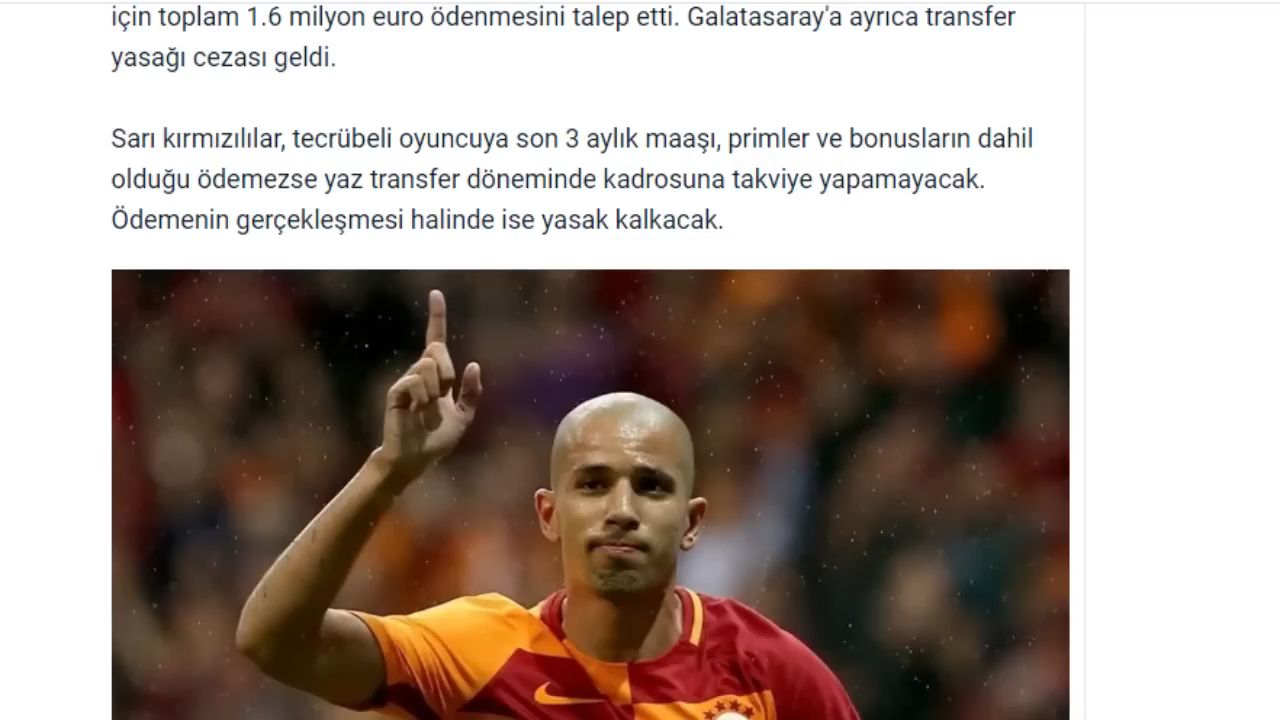 için toplam 1.6 milyon euro ödenmesini talep etti. Galatasaray'a ayrıca transfer
yasağı cezası geldi.
Sarı kırmızılılar, tecrübeli oyuncuya son 3 aylık maaşı, primler ve bonusların dahil
olduğu ödemezse yaz transfer döneminde kadrosuna takviye yapamayacak.
Ödemenin gerçekleşmesi halinde ise yasak kalkacak.